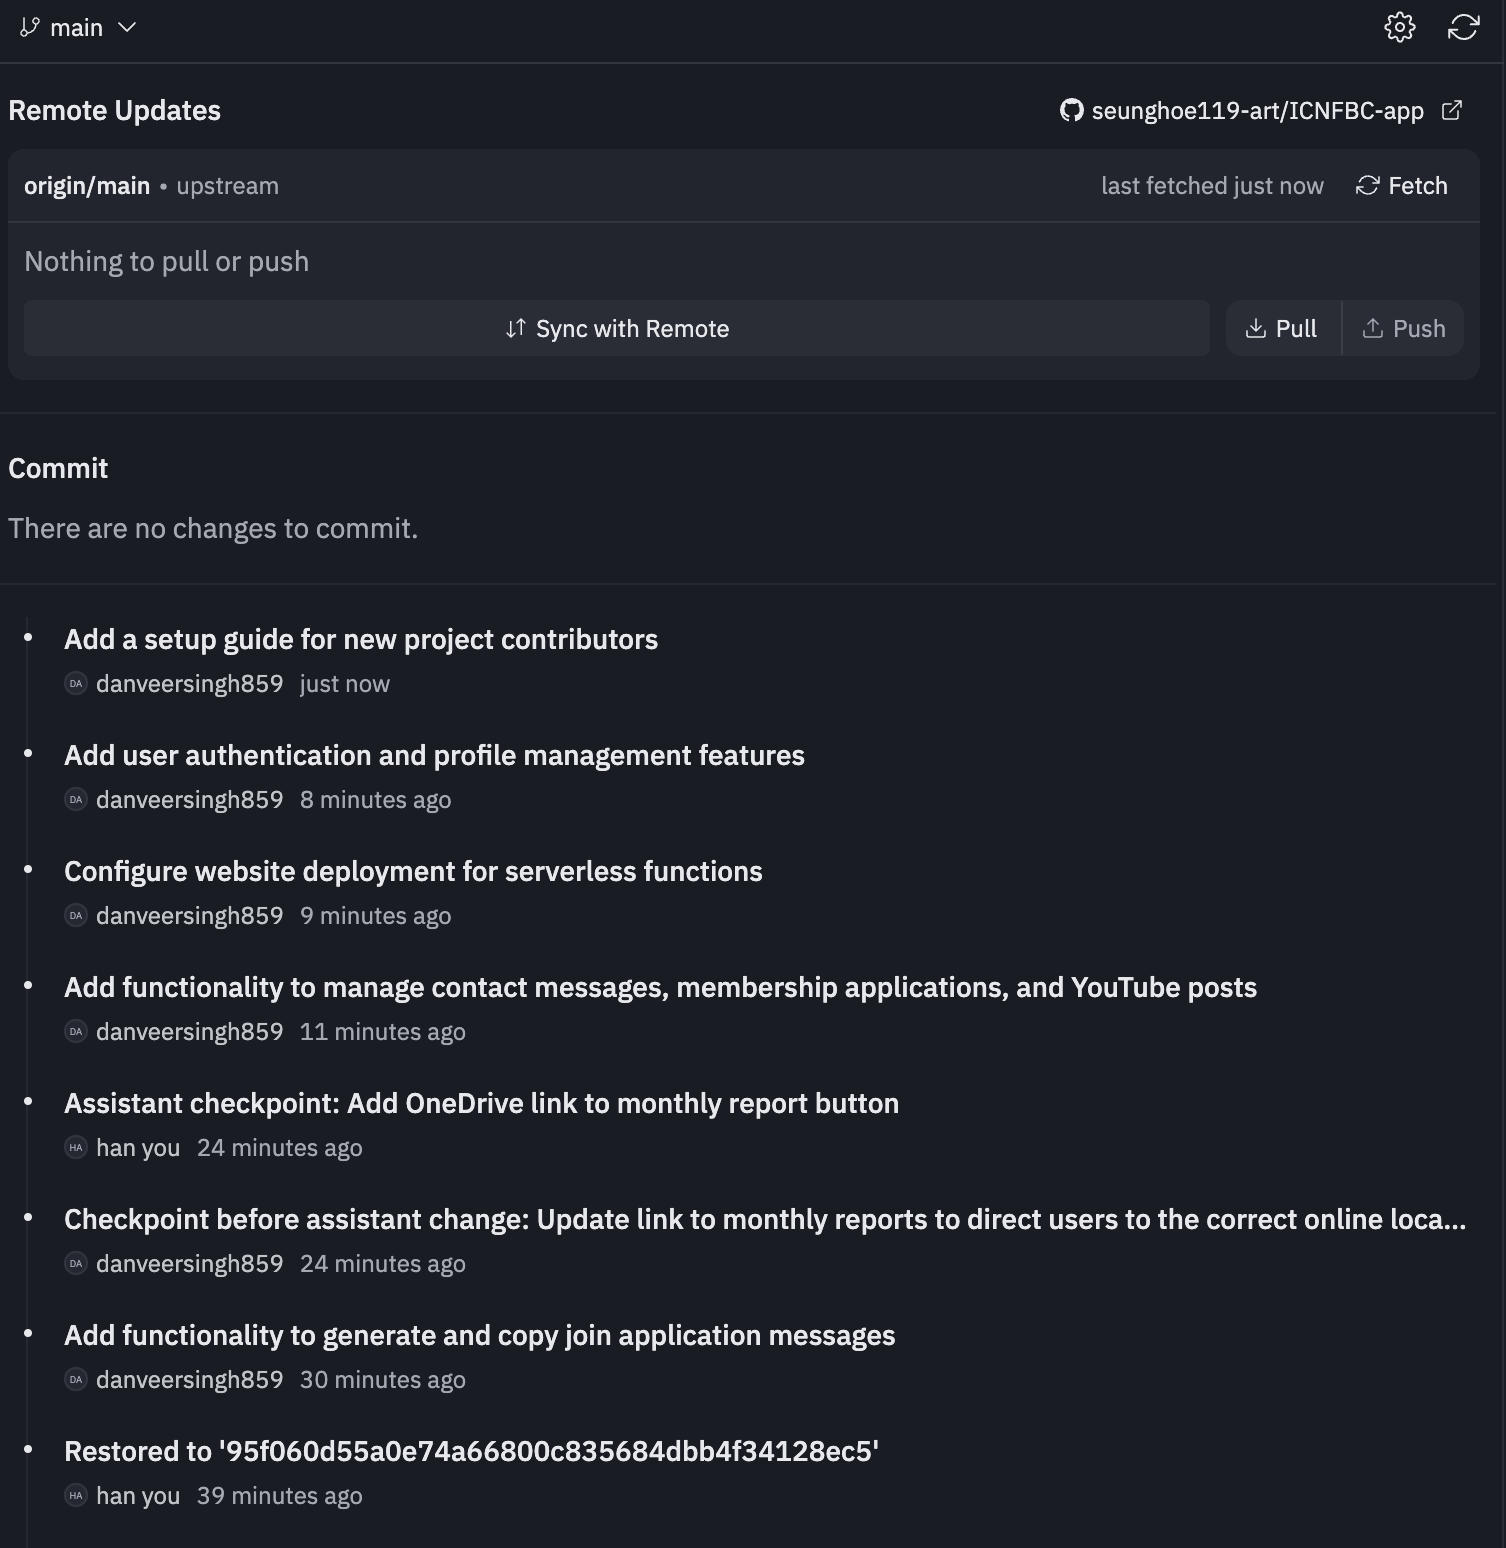 main
Remote Updates
seunghoe119-art/ICNFBC-app
origin/main • upstream
last fetched just now
Fetch
Nothing to pull or push
Sync with Remote
Pull
Push
Commit
There are no changes to commit.
Add a setup guide for new project contributors
DA danveersingh859 just now
Add user authentication and profile management features
DA danveersingh859 8 minutes ago
Configure website deployment for serverless functions
DA danveersingh859 9 minutes ago
Add functionality to manage contact messages, membership applications, and YouTube posts
DA danveersingh859 11 minutes ago
Assistant checkpoint: Add OneDrive link to monthly report button
HA han you 24 minutes ago
Checkpoint before assistant change: Update link to monthly reports to direct users to the correct online loca...
DA danveersingh859 24 minutes ago
Add functionality to generate and copy join application messages
DA danveersingh859 30 minutes ago
Restored to '95f060d55a0e74a66800c835684dbb4f34128ec5'
HA han you 39 minutes ago